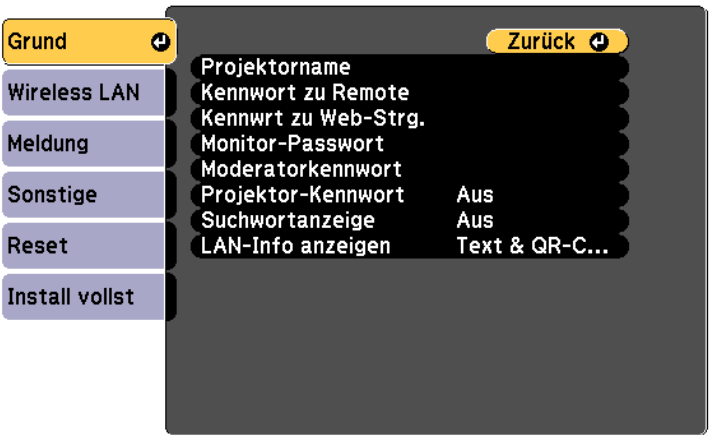 Grund
Wireless LAN
Meldung
Sonstige
Reset
Install vollst
Zurück
Projektorname
Kennwort zu Remote
Kennwrt zu Web-Strg.
Monitor-Passwort
Moderatorkennwort
Projektor-Kennwort Aus
Suchwortanzeige Aus
LAN-Info anzeigen Text & QR-C...